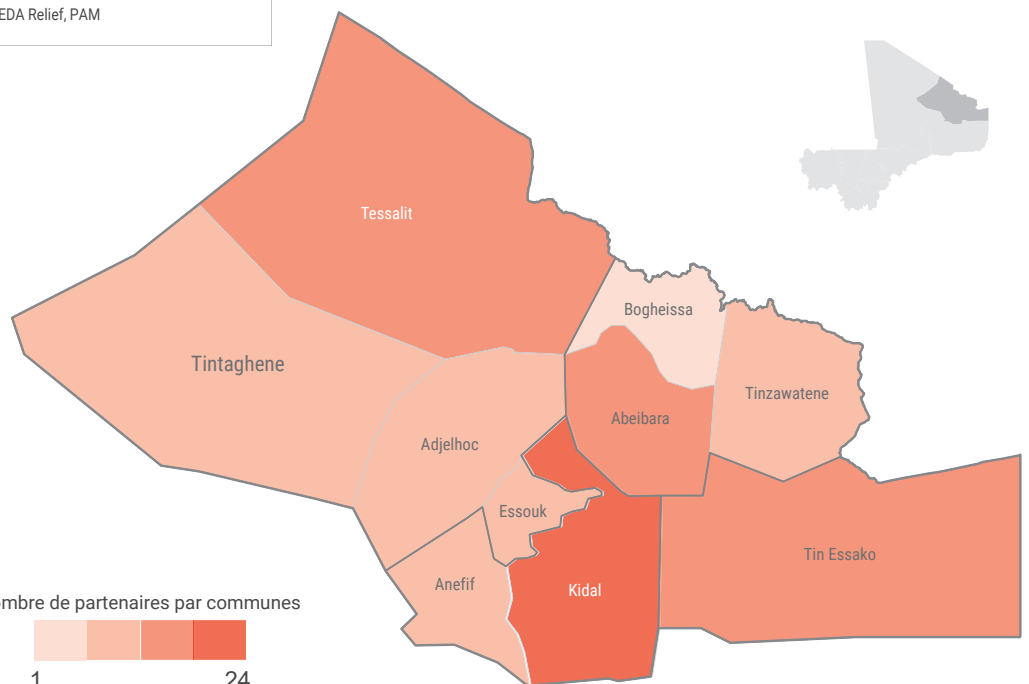 EDA Relief, PAM
Tessalit
Bogheissa
Tintaghene
Tinzawatene
Abeibara
Adjelhoc
Essouk
Tin Essako
Anefif
Kidal
ombre de partenaires par communes
1 24